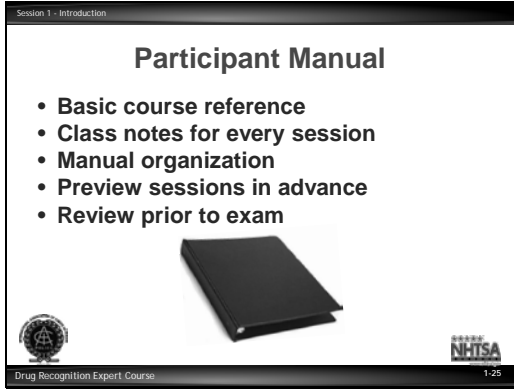 Session 1 - Introduction
Participant Manual
• Basic course reference
• Class notes for every session
• Manual organization
• Preview sessions in advance
• Review prior to exam
NHTSA
Drug Recognition Expert Course
1-25